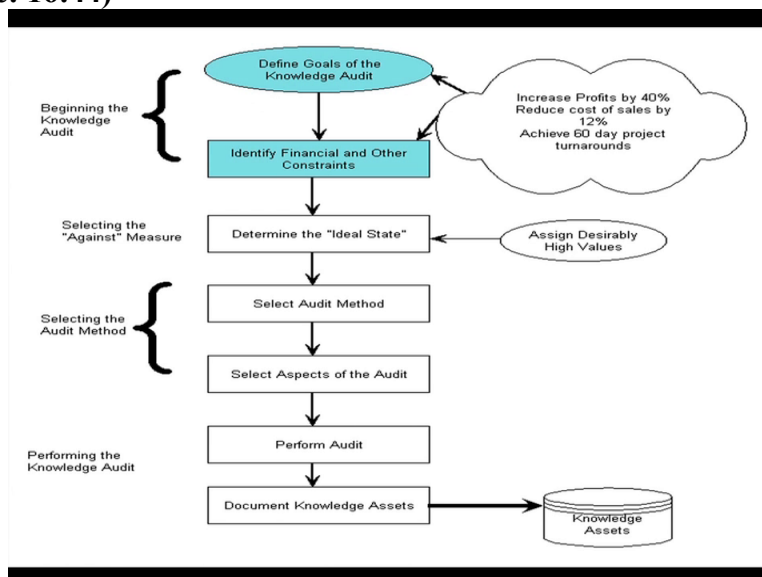 Define Goals of the
Knowledge Audit
Beginning the
Knowledge
Audit
Increase Profits by 40%
Reduce cost of sales by
12%
Achieve 60 day project
turnarounds
Identify Financial and Other
Constraints
Selecting the
"Against" Measure
Determine the "Ideal State"
Assign Desirably
High Values
Selecting the
Audit Method
Select Audit Method
Select Aspects of the Audit
Performing the
Knowledge Audit
Perform Audit
Document Knowledge Assets
Knowledge
Assets